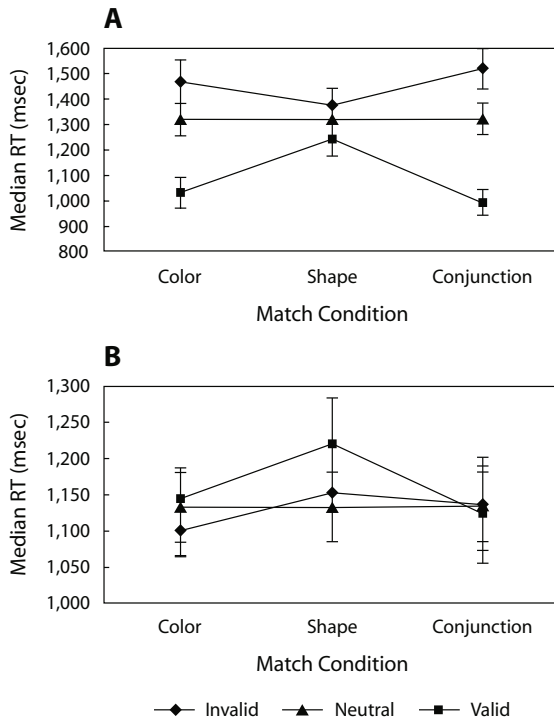 A
Median RT (msec)
1,600
1,500
1,400
1,300
1,200
1,100
1,000
900
800
Color Shape Conjunction
Match Condition
B
Median RT (msec)
1,300
1,250
1,200
1,150
1,100
1,050
1,000
Color Shape Conjunction
Match Condition
Invalid Neutral Valid